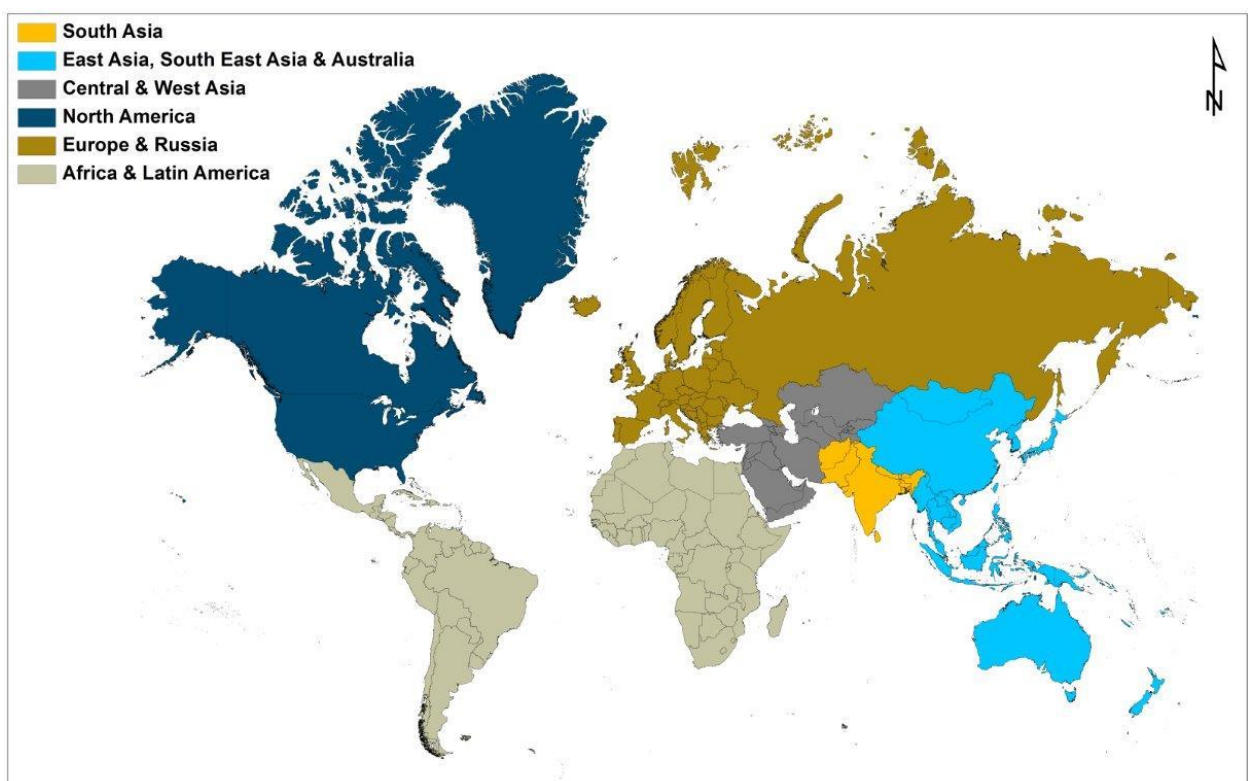 South Asia
East Asia, South East Asia & Australia
Central & West Asia
North America
Europe & Russia
Africa & Latin America
N